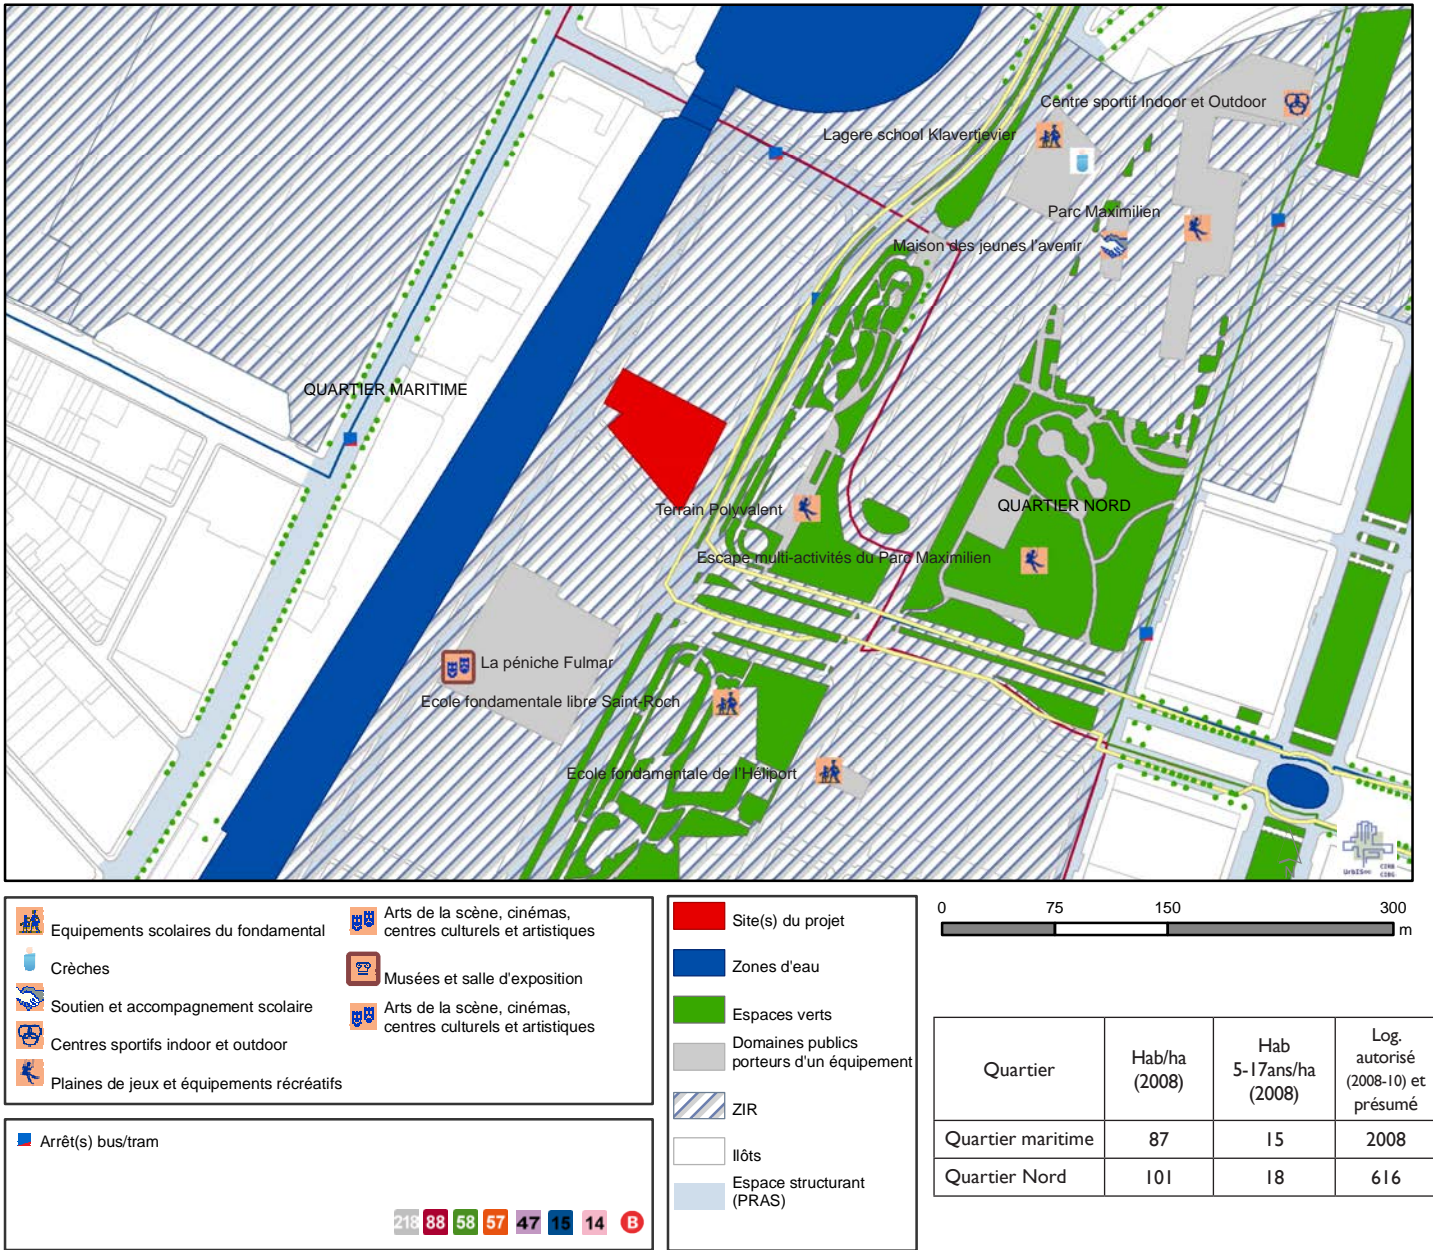 Centre sportif Indoor et Outdoor
Lagere school Klavertjevier
Parc Maximilien
Maison des jeunes l'avenir
QUARTIER MARITIME
Terrain Polyvalent
QUARTIER NORD
Escape multi-activités du Parc Maximilien
La péniche Fulmar
Ecole fondamentale libre Saint-Roch
Ecole fondamentale de l'Héliport
UrbIS
CIRB
CIBG
Equipements scolaires du fondamental
Crèches
Soutien et accompagnement scolaire
Centres sportifs indoor et outdoor
Plaines de jeux et équipements récréatifs
Arts de la scène, cinémas,
centres culturels et artistiques
Musées et salle d'exposition
Arts de la scène, cinémas,
centres culturels et artistiques
Arrêt(s) bus/tram
218 88 58 57 47 15 14 B
Site(s) du projet
Zones d'eau
Espaces verts
Domaines publics
porteurs d'un équipement
ZIR
Ilôts
Espace structurant
(PRAS)
0 75 150 300
m
Quartier
Hab/ha
(2008)
Hab
5-17ans/ha
(2008)
Log.
autorisé
(2008-10) et
présumé
Quartier maritime 87 15 2008
Quartier Nord 101 18 616